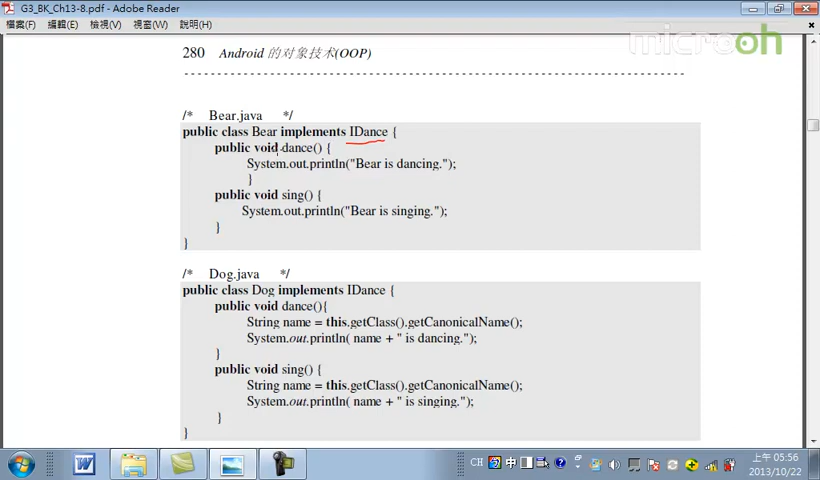 G3_BK_Ch13-8.pdf - Adobe Reader
檔案(F) 編輯(E) 檢視(V) 視窗(W) 說明(H)
microoh
280 Android 的对象技术(OOP)
/* Bear.java */
public class Bear implements IDance {
public void dance() {
System.out.println("Bear is dancing.");
}
public void sing() {
System.out.println("Bear is singing.");
}
}
/* Dog.java */
public class Dog implements IDance {
public void dance(){
String name = this.getClass().getCanonicalName();
System.out.println( name + " is dancing.");
}
public void sing() {
String name = this.getClass().getCanonicalName();
System.out.println( name + " is singing.");
}
}
CH 中 上午 05:56
2013/10/22